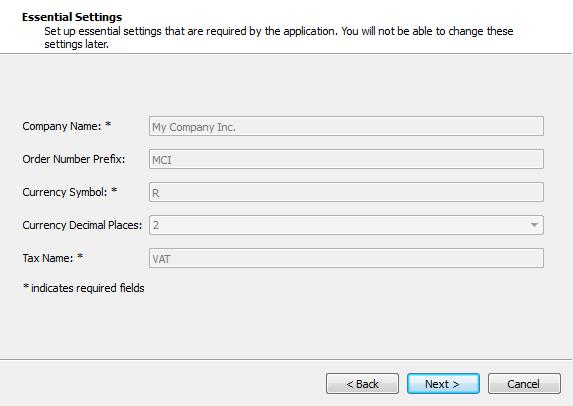 Essential Settings
Set up essential settings that are required by the application. You will not be able to change these
settings later.
Company Name: * My Company Inc.
Order Number Prefix: MCI
Currency Symbol: * R
Currency Decimal Places: 2
Tax Name: * VAT
* indicates required fields
< Back Next > Cancel